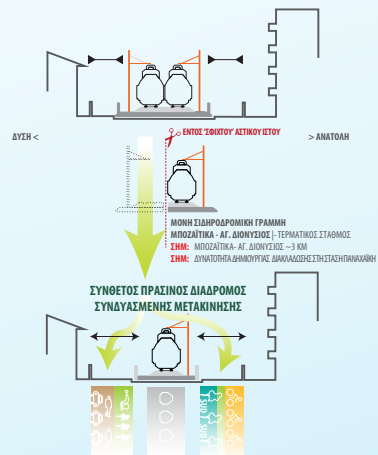 ΔΥΣΗ <
ΕΝΤΟΣ 'ΣΦΙΧΤΟΥ' ΑΣΤΙΚΟΥ ΙΣΤΟΥ
> ΑΝΑΤΟΛΗ
ΜΟΝΗ ΣΙΔΗΡΟΔΡΟΜΙΚΗ ΓΡΑΜΜΗ
ΜΠΟΖΑΪΤΙΚΑ - ΑΓ. ΔΙΟΝΥΣΙΟΣ |- ΤΕΡΜΑΤΙΚΟΣ ΣΤΑΘΜΟΣ
ΣΗΜ: ΜΠΟΖΑΪΤΙΚΑ- ΑΓ. ΔΙΟΝΥΣΙΟΣ ~3 ΚΜ
ΣΗΜ: ΔΥΝΑΤΟΤΗΤΑ ΔΗΜΙΟΥΡΓΙΑΣ ΔΙΑΚΛΑΔΩΣΗΣ ΣΤΗ ΣΤΑΣΗ ΠΑΝΑΧΑΪΚΗ
ΣΥΝΘΕΤΟΣ ΠΡΑΣΙΝΟΣ ΔΙΑΔΡΟΜΟΣ
ΣΥΝΔΥΑΣΜΕΝΗΣ ΜΕΤΑΚΙΝΗΣΗΣ